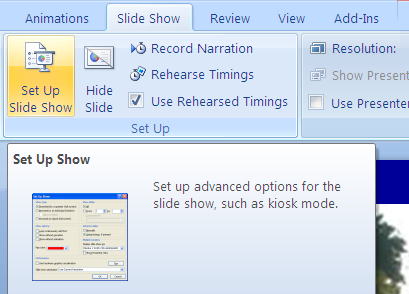 Animations Slide Show Review View Add-Ins
Set Up
Slide Show
Hide
Slide
Record Narration
Rehearse Timings
Use Rehearsed Timings
Set Up
Resolution:
Show Present
Use Presente
Set Up Show
Set up advanced options for the
slide show, such as kiosk mode.